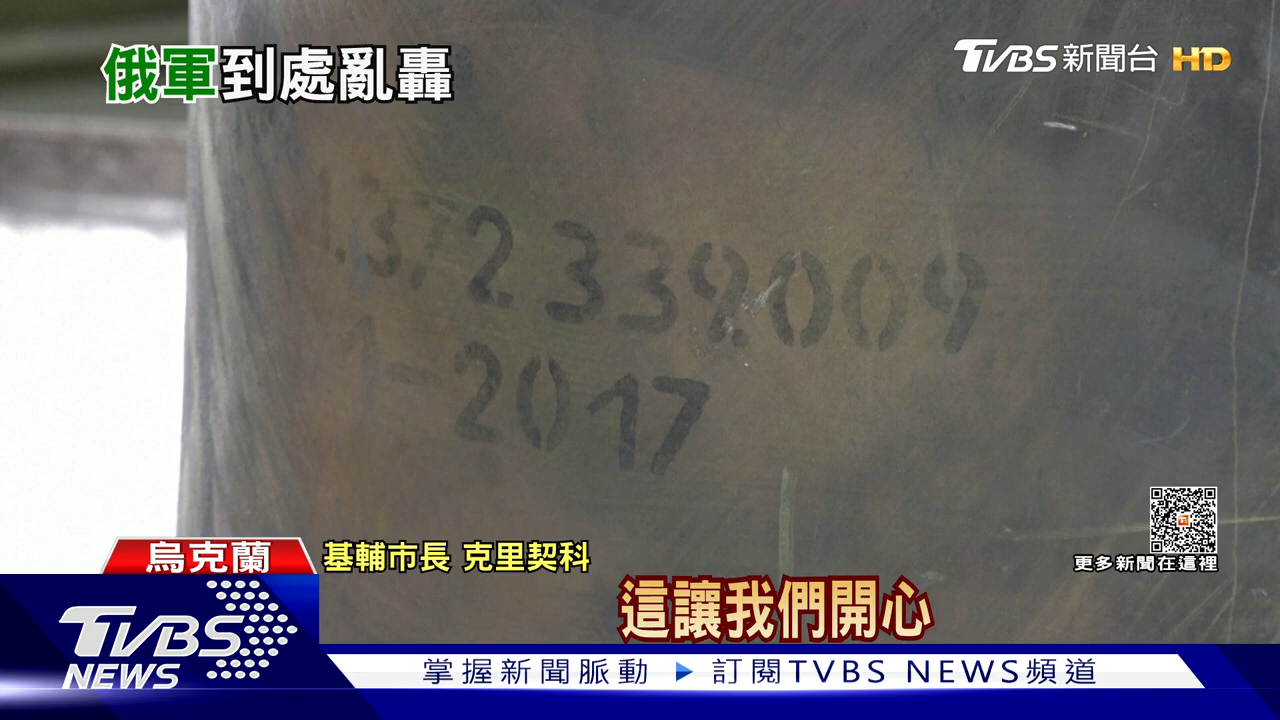 俄軍到處亂轟
TVBS新聞台 HD
1.372339.009
1-2017
更多新聞在這裡
烏克蘭
基輔市長 克里契科
這讓我們開心
TVBS NEWS
掌握新聞脈動 訂閱TVBS NEWS頻道